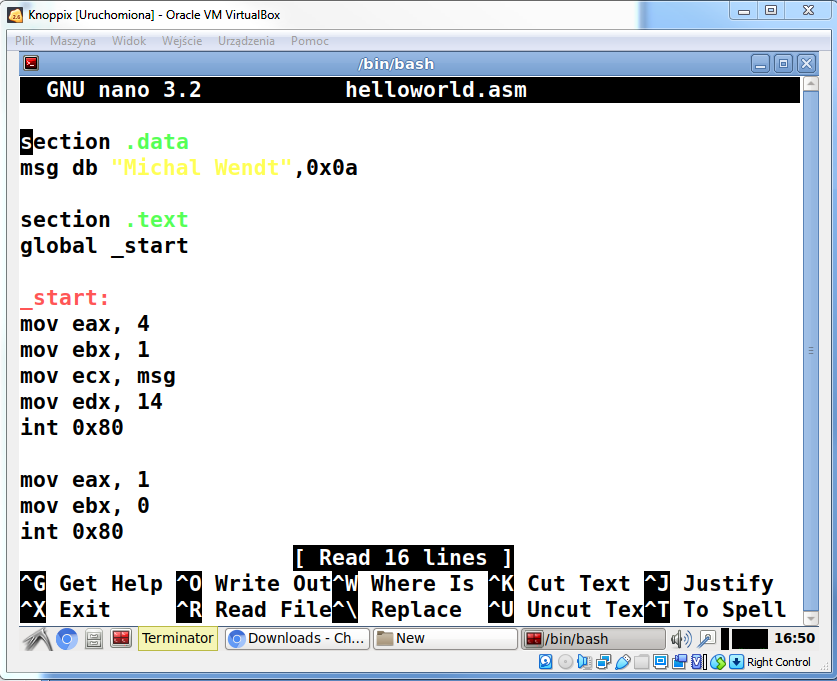 Knoppix [Uruchomiona] - Oracle VM VirtualBox
Plik Maszyna Widok Wejście Urządzenia Pomoc
/bin/bash
GNU nano 3.2 helloworld.asm
section .data
msg db "Michal Wendt",0x0a
section .text
global _start
_start:
mov eax, 4
mov ebx, 1
mov ecx, msg
mov edx, 14
int 0x80
mov eax, 1
mov ebx, 0
int 0x80
[ Read 16 lines ]
^G Get Help ^O Write Out^W Where Is ^K Cut Text ^J Justify
^X Exit ^R Read File^\ Replace ^U Uncut Tex^T To Spell
Terminator Downloads - Ch... New /bin/bash 16:50
Right Control